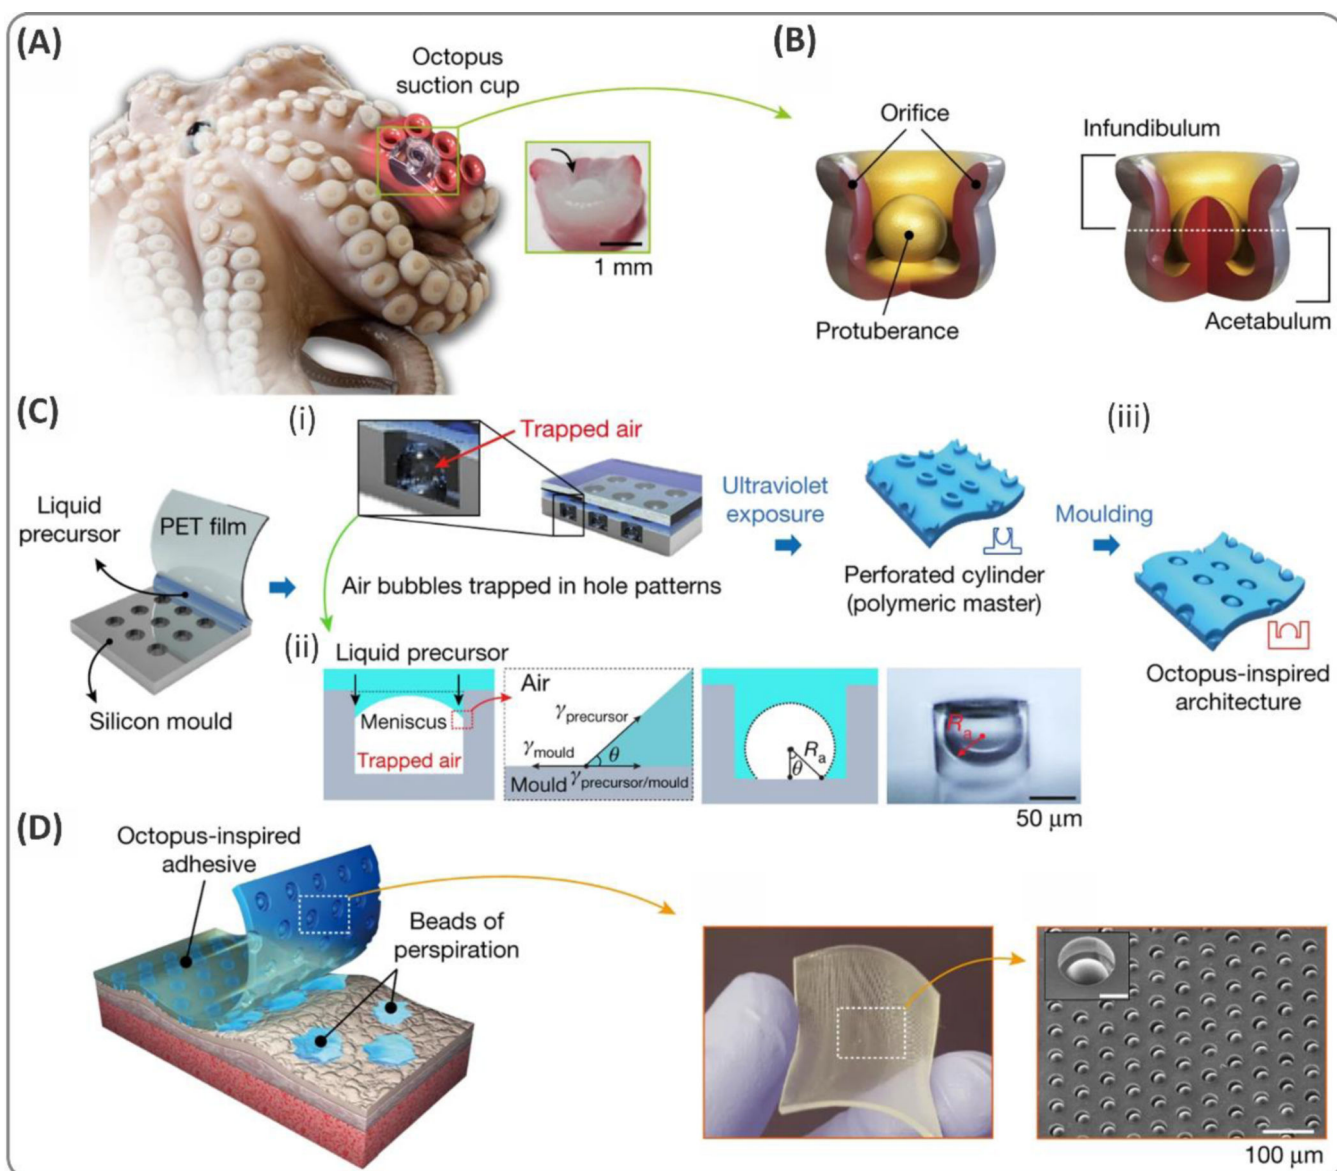 (A)
Octopus
suction cup
1 mm
(B)
Orifice
Protuberance
Infundibulum
Acetabulum
(C)
Liquid
precursor
PET film
Silicon mould
(i)
Trapped air
Air bubbles trapped in hole patterns
Ultraviolet
exposure
Perforated cylinder
(polymeric master)
(iii)
Moulding
Octopus-inspired
architecture
(ii)
Liquid precursor
Meniscus
Trapped air
Air
γprecursor
γmould
θ
Mould
γprecursor/mould
Ra
θ
Ra
50 μm
(D)
Octopus-inspired
adhesive
Beads of
perspiration
100 μm